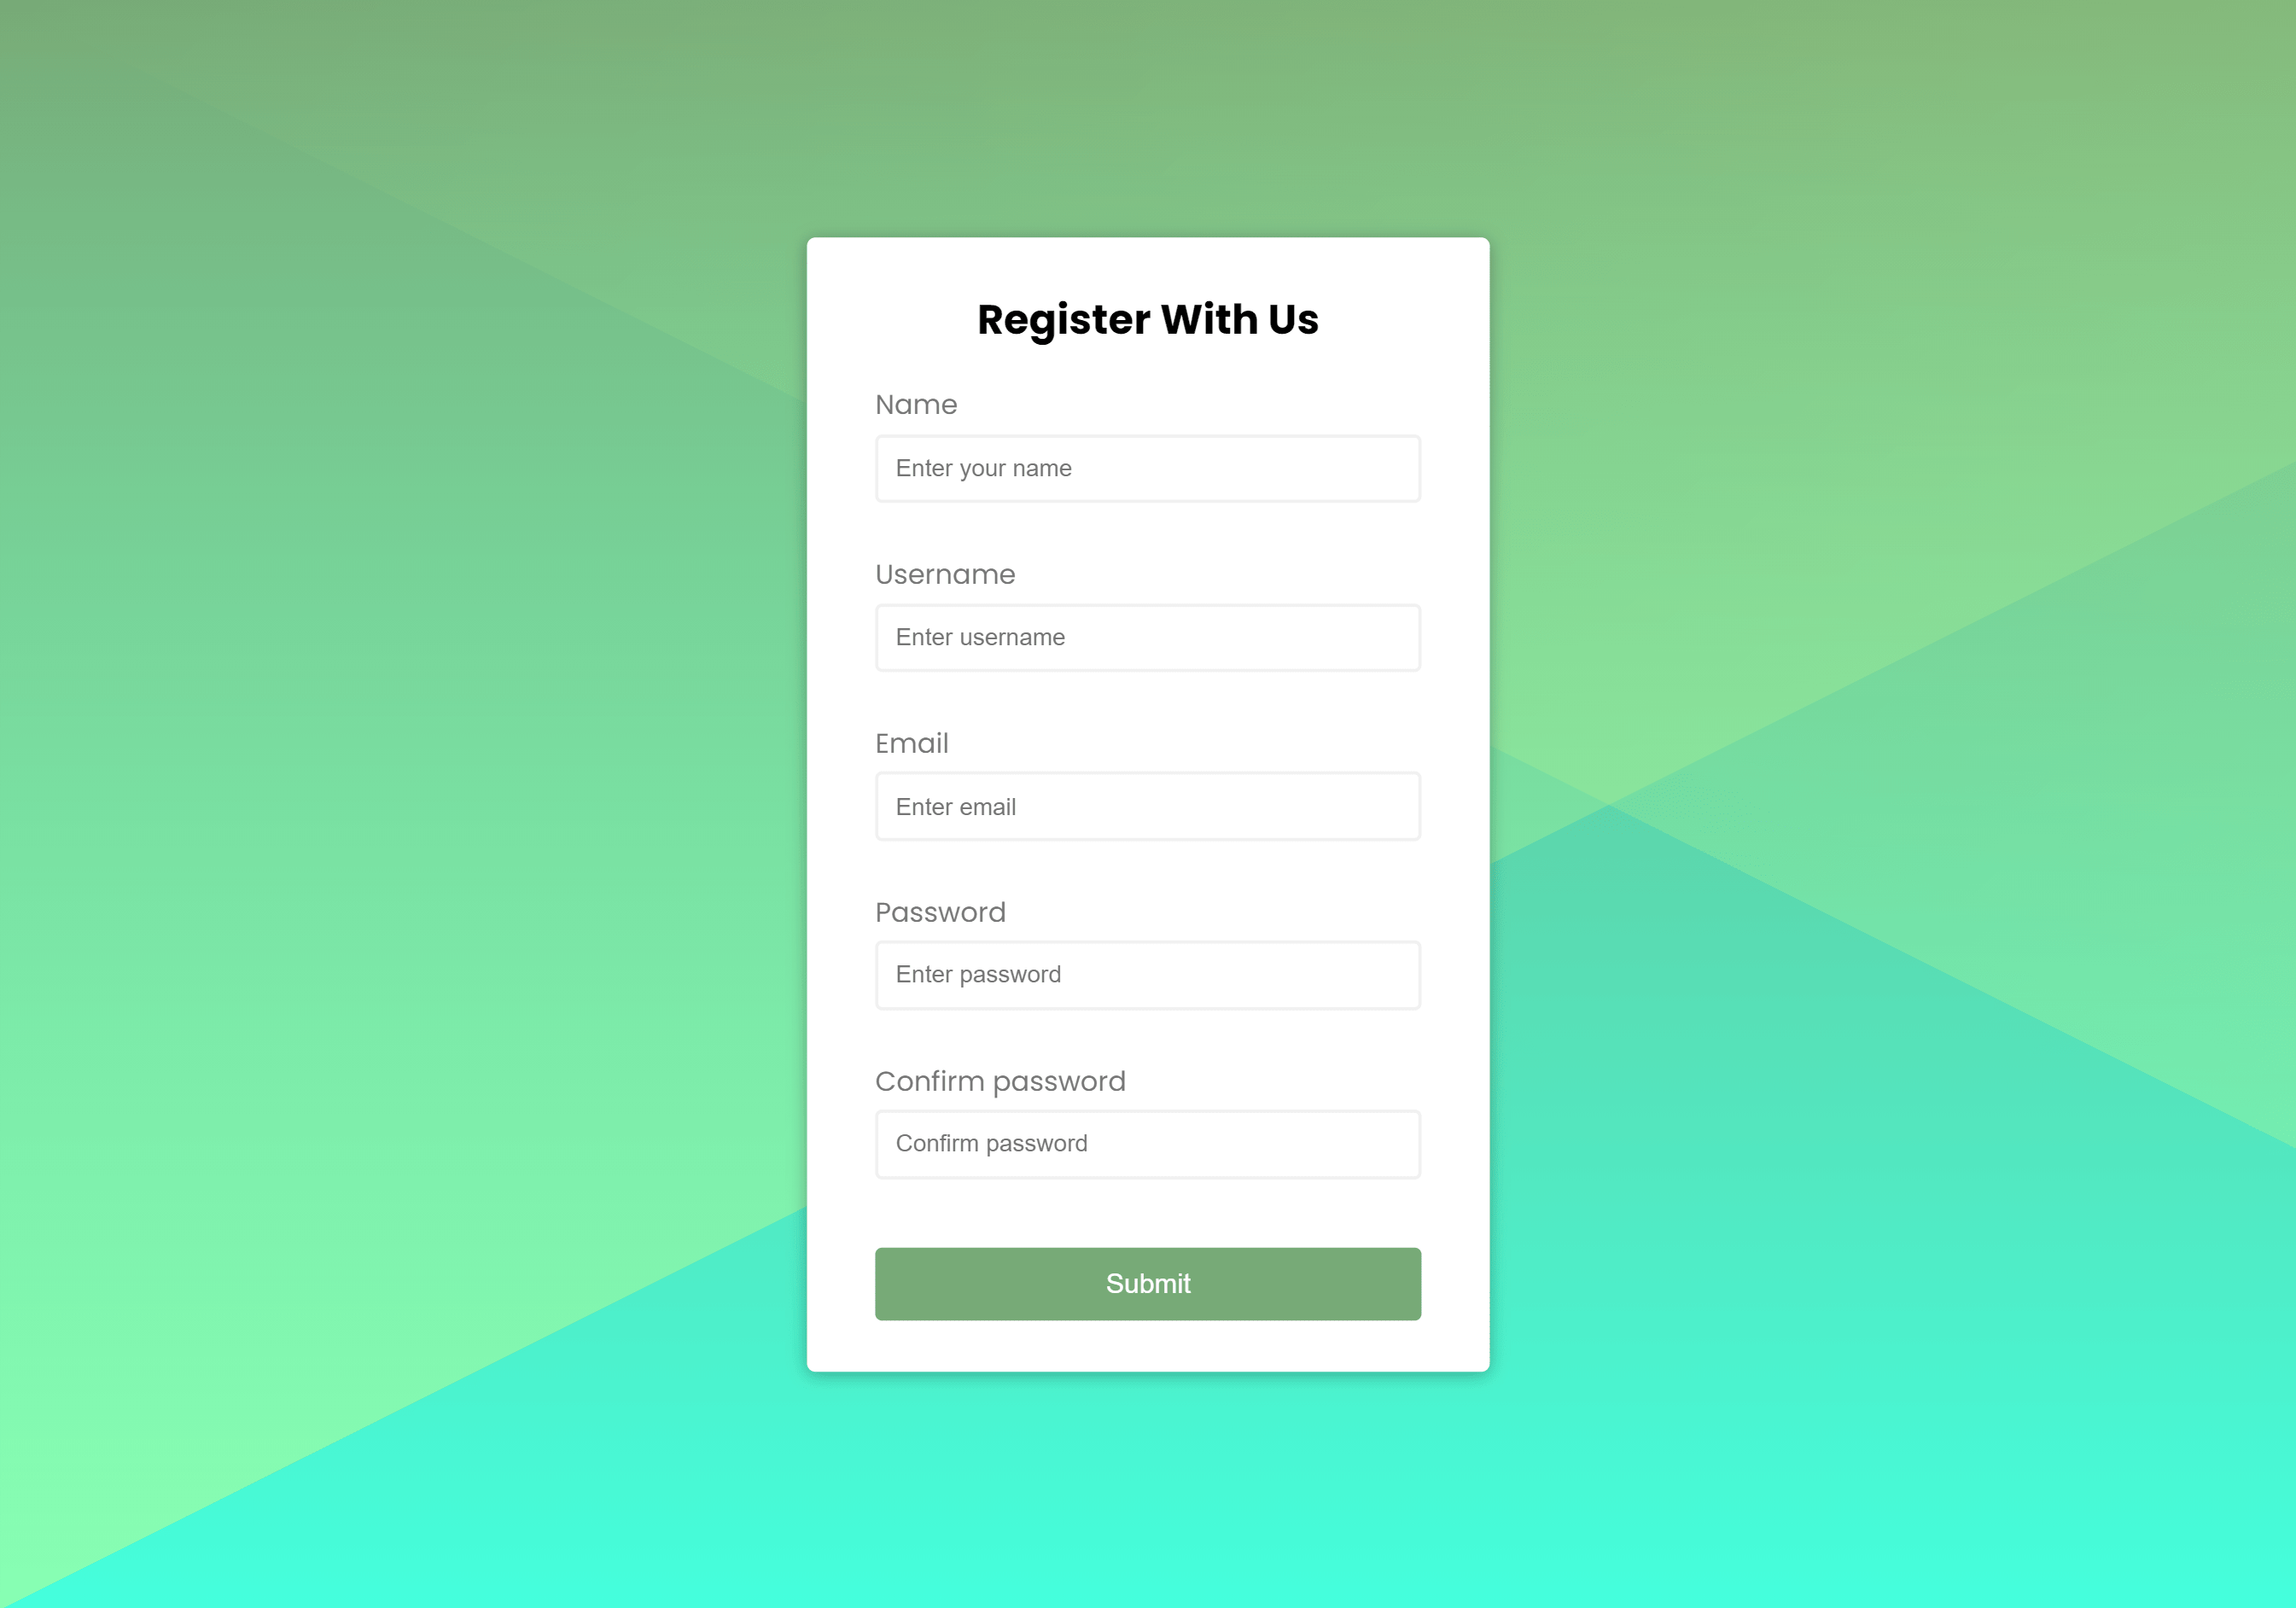 Register With Us
Name
Enter your name
Username
Enter username
Email
Enter email
Password
Enter password
Confirm password
Confirm password
Submit